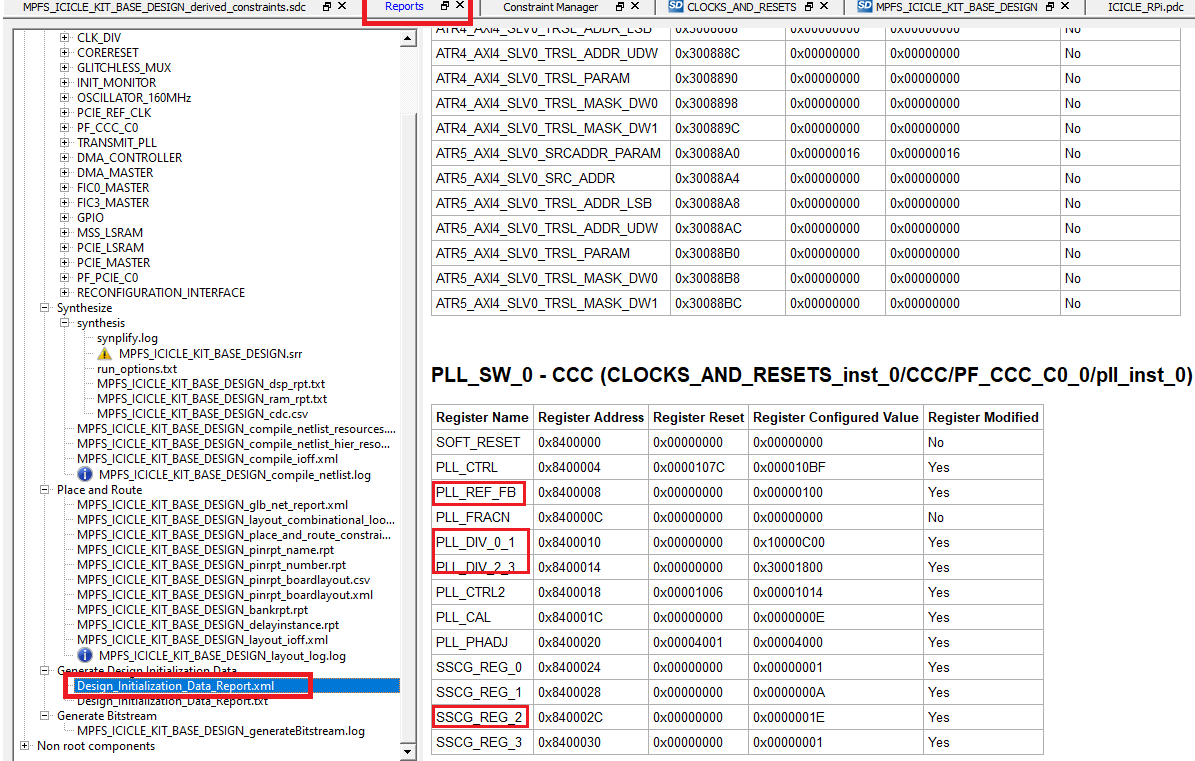 MPFS_ICICLE_KIT_BASE_DESIGN_derived_constraints.sdc
Reports
Constraint Manager
CLOCKS_AND_RESETS
MPFS_ICICLE_KIT_BASE_DESIGN
ICICLE_RPi.pdc
CLK_DIV
CORERESET
GLITCHLESS_MUX
INIT_MONITOR
OSCILLATOR_160MHz
PCIE_REF_CLK
PF_CCC_C0
TRANSMIT_PLL
DMA_CONTROLLER
DMA_MASTER
FIC0_MASTER
FIC3_MASTER
GPIO
MSS_LSRAM
PCIE_LSRAM
PCIE_MASTER
PF_PCIE_C0
RECONFIGURATION_INTERFACE
Synthesize
synthesis
synplify.log
MPFS_ICICLE_KIT_BASE_DESIGN.srr
run_options.txt
MPFS_ICICLE_KIT_BASE_DESIGN_dsp_rpt.txt
MPFS_ICICLE_KIT_BASE_DESIGN_ram_rpt.txt
MPFS_ICICLE_KIT_BASE_DESIGN_cdc.csv
MPFS_ICICLE_KIT_BASE_DESIGN_compile_netlist_resources....
MPFS_ICICLE_KIT_BASE_DESIGN_compile_netlist_hier_reso...
MPFS_ICICLE_KIT_BASE_DESIGN_compile_ioff.xml
MPFS_ICICLE_KIT_BASE_DESIGN_compile_netlist.log
Place and Route
MPFS_ICICLE_KIT_BASE_DESIGN_glb_net_report.xml
MPFS_ICICLE_KIT_BASE_DESIGN_layout_combinational_loo...
MPFS_ICICLE_KIT_BASE_DESIGN_place_and_route_constrai...
MPFS_ICICLE_KIT_BASE_DESIGN_pinrpt_name.rpt
MPFS_ICICLE_KIT_BASE_DESIGN_pinrpt_number.rpt
MPFS_ICICLE_KIT_BASE_DESIGN_pinrpt_boardlayout.csv
MPFS_ICICLE_KIT_BASE_DESIGN_pinrpt_boardlayout.xml
MPFS_ICICLE_KIT_BASE_DESIGN_bankrpt.rpt
MPFS_ICICLE_KIT_BASE_DESIGN_delayinstance.rpt
MPFS_ICICLE_KIT_BASE_DESIGN_layout_ioff.xml
MPFS_ICICLE_KIT_BASE_DESIGN_layout_log.log
Generate Design Initialization Data
Design_Initialization_Data_Report.xml
Design_Initialization_Data_Report.txt
Generate Bitstream
MPFS_ICICLE_KIT_BASE_DESIGN_generateBitstream.log
Non root components
ATR4_AXI4_SLV0_TRSL_ADDR_LSB 0x3008888 0x00000000 0x00000000 No
ATR4_AXI4_SLV0_TRSL_ADDR_UDW 0x300888C 0x00000000 0x00000000 No
ATR4_AXI4_SLV0_TRSL_PARAM 0x3008890 0x00000000 0x00000000 No
ATR4_AXI4_SLV0_TRSL_MASK_DW0 0x3008898 0x00000000 0x00000000 No
ATR4_AXI4_SLV0_TRSL_MASK_DW1 0x300889C 0x00000000 0x00000000 No
ATR5_AXI4_SLV0_SRCADDR_PARAM 0x30088A0 0x00000016 0x00000016 No
ATR5_AXI4_SLV0_SRC_ADDR 0x30088A4 0x00000000 0x00000000 No
ATR5_AXI4_SLV0_TRSL_ADDR_LSB 0x30088A8 0x00000000 0x00000000 No
ATR5_AXI4_SLV0_TRSL_ADDR_UDW 0x30088AC 0x00000000 0x00000000 No
ATR5_AXI4_SLV0_TRSL_PARAM 0x30088B0 0x00000000 0x00000000 No
ATR5_AXI4_SLV0_TRSL_MASK_DW0 0x30088B8 0x00000000 0x00000000 No
ATR5_AXI4_SLV0_TRSL_MASK_DW1 0x30088BC 0x00000000 0x00000000 No
PLL_SW_0 - CCC (CLOCKS_AND_RESETS_inst_0/CCC/PF_CCC_C0_0/pll_inst_0)
Register Name Register Address Register Reset Register Configured Value Register Modified
SOFT_RESET 0x8400000 0x00000000 0x00000000 No
PLL_CTRL 0x8400004 0x0000107C 0x000010BF Yes
PLL_REF_FB 0x8400008 0x00000000 0x00000100 Yes
PLL_FRACN 0x840000C 0x00000000 0x00000000 No
PLL_DIV_0_1 0x8400010 0x00000000 0x10000C00 Yes
PLL_DIV_2_3 0x8400014 0x00000000 0x30001800 Yes
PLL_CTRL2 0x8400018 0x00001006 0x00001014 Yes
PLL_CAL 0x840001C 0x00000000 0x0000000E Yes
PLL_PHADJ 0x8400020 0x00004001 0x00004000 Yes
SSCG_REG_0 0x8400024 0x00000000 0x00000001 Yes
SSCG_REG_1 0x8400028 0x00000000 0x0000000A Yes
SSCG_REG_2 0x840002C 0x00000000 0x0000001E Yes
SSCG_REG_3 0x8400030 0x00000000 0x00000001 Yes